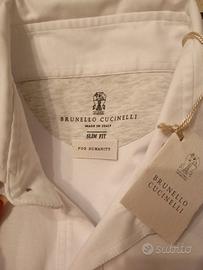 BRUNELLO CUCINELLI
MADE IN ITALY
SLIM FIT
FOR HUMANITY
BRUNELLO
CUCINELLI
subito